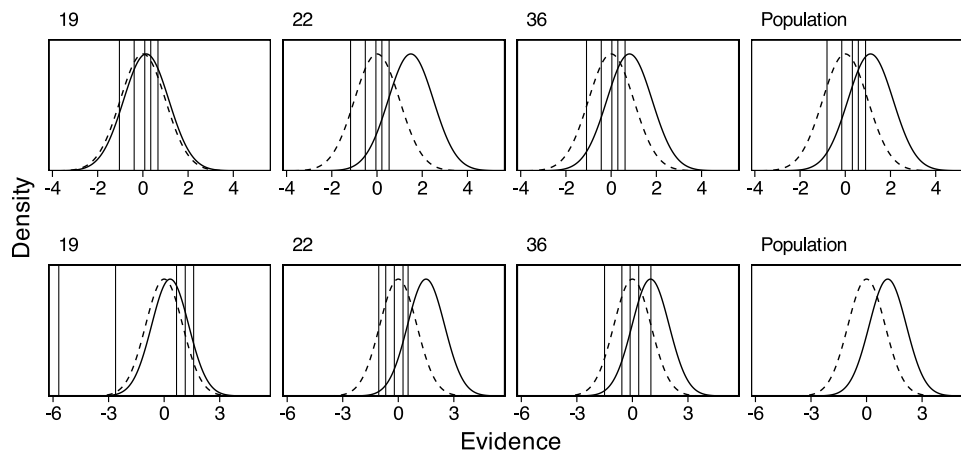 19 22 36 Population
-4 -2 0 2 4 -4 -2 0 2 4 -4 -2 0 2 4 -4 -2 0 2 4
Density
19 22 36 Population
-6 -3 0 3 -6 -3 0 3 -6 -3 0 3 -6 -3 0 3
Evidence